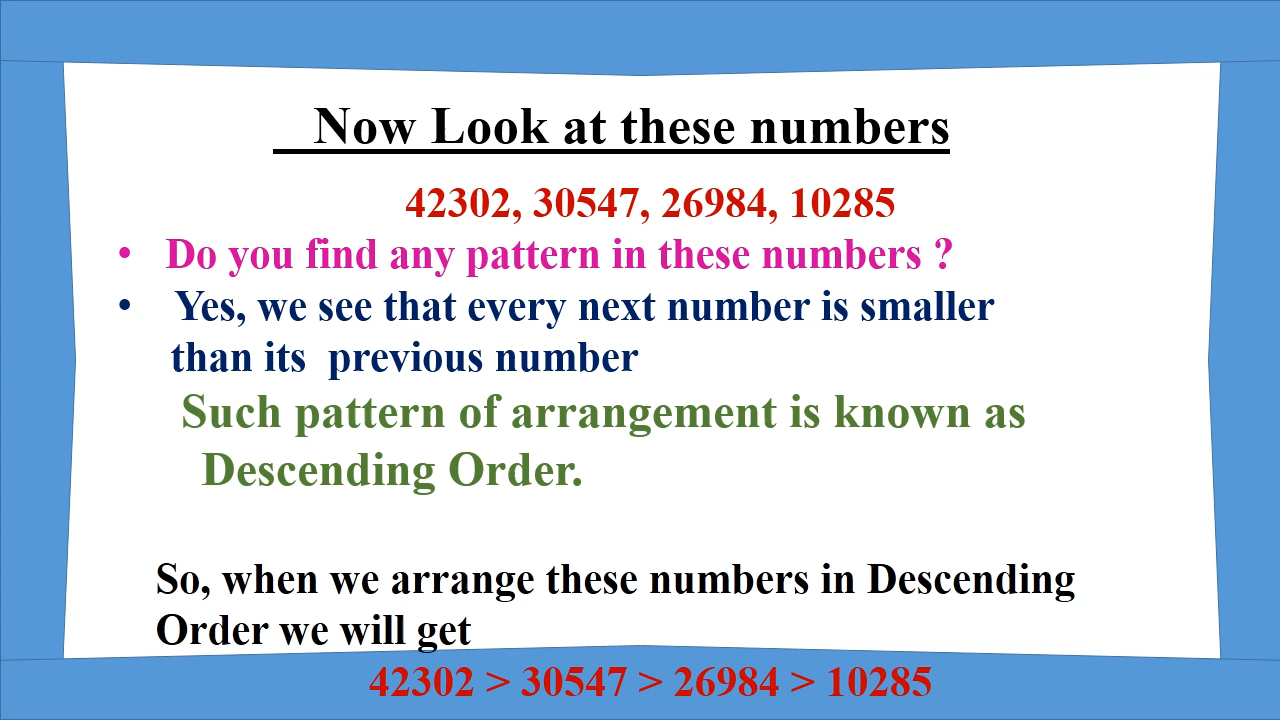 Now Look at these numbers
42302, 30547, 26984, 10285
• Do you find any pattern in these numbers ?
• Yes, we see that every next number is smaller
than its previous number
Such pattern of arrangement is known as
Descending Order.
So, when we arrange these numbers in Descending
Order we will get
42302 > 30547 > 26984 > 10285